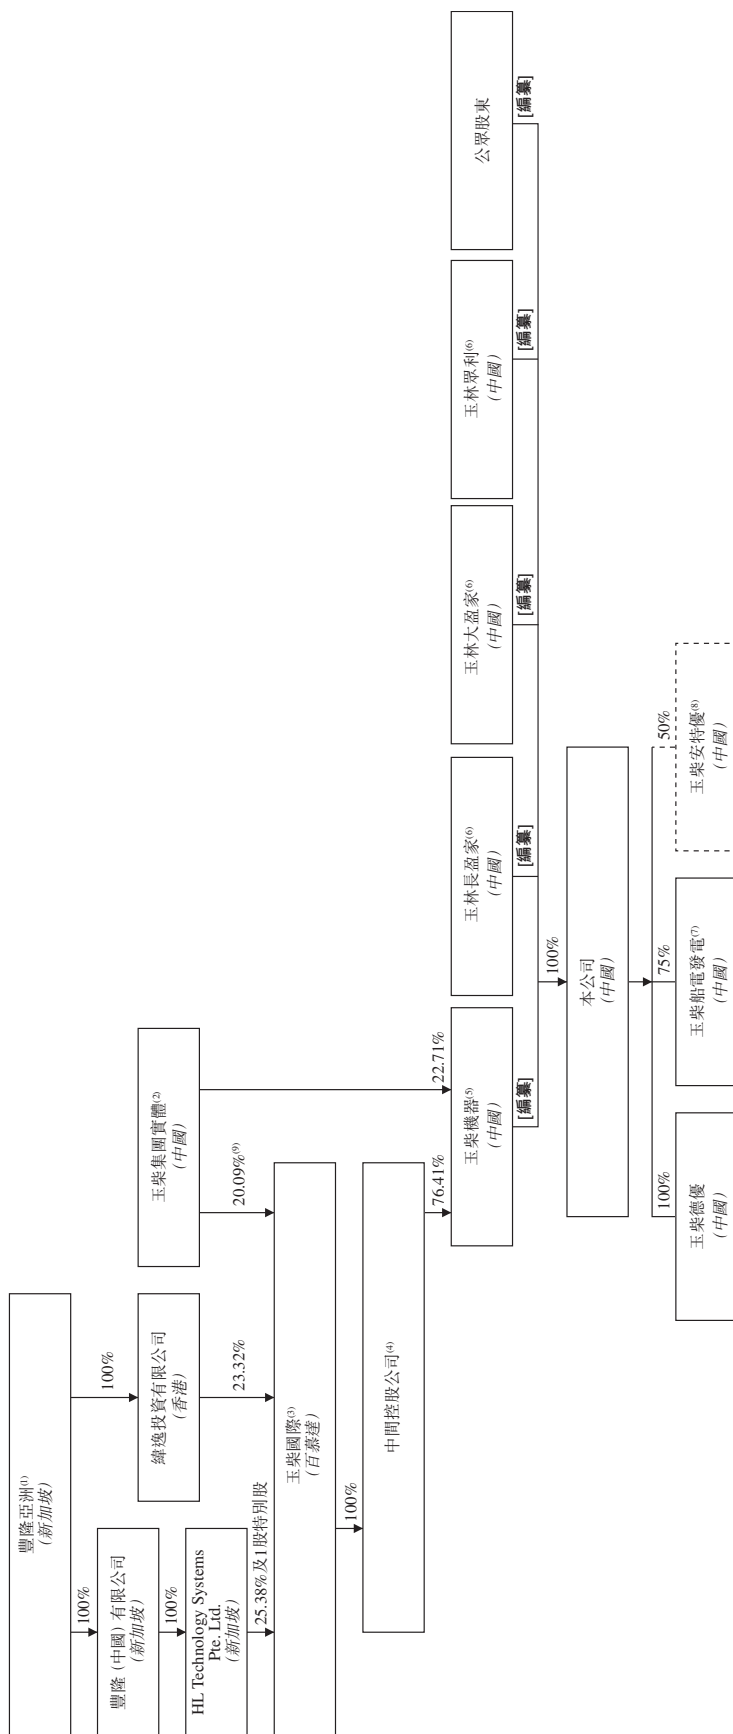 豐隆亞洲(1)
(新加坡)
100%
100%
豐隆(中國)有限公司
(新加坡)
緯逸投資有限公司
(香港)
玉柴集團實體(2)
(中國)
100%
HL Technology Systems
Pte. Ltd.
(新加坡)
25.38%及1股特別股
23.32%
20.09%(9)
22.71%
玉柴國際(3)
(百慕達)
100%
中間控股公司(4)
76.41%
玉柴機器(5)
(中國)
玉林長盈家(6)
(中國)
玉林大盈家(6)
(中國)
玉林眾利(6)
(中國)
公眾股東
[編纂]
[編纂]
[編纂]
[編纂]
[編纂]
100%
本公司
(中國)
100%
75%
50%
玉柴德優
(中國)
玉柴船電發電(7)
(中國)
玉柴安特優(8)
(中國)